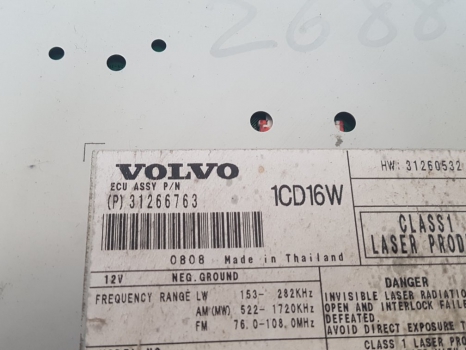 2688
VOLVO
ECU ASSY P/N
(P) 31266763
1CD16W
HW: 31260532
CLASS1
LASER PROD
0808 Made in Thailand
12V NEG.GROUND
FREQUENCY RANGE LW 153- 282KHz
AM(MW) 522- 1720KHz
FM 76.0-108.0MHz
DANGER
INVISIBLE LASER RADIATIO
OPEN AND INTERLOCK FAILE
DEFEATED.
AVOID DIRECT EXPOSURE T
CLASS 1 LASER PROD